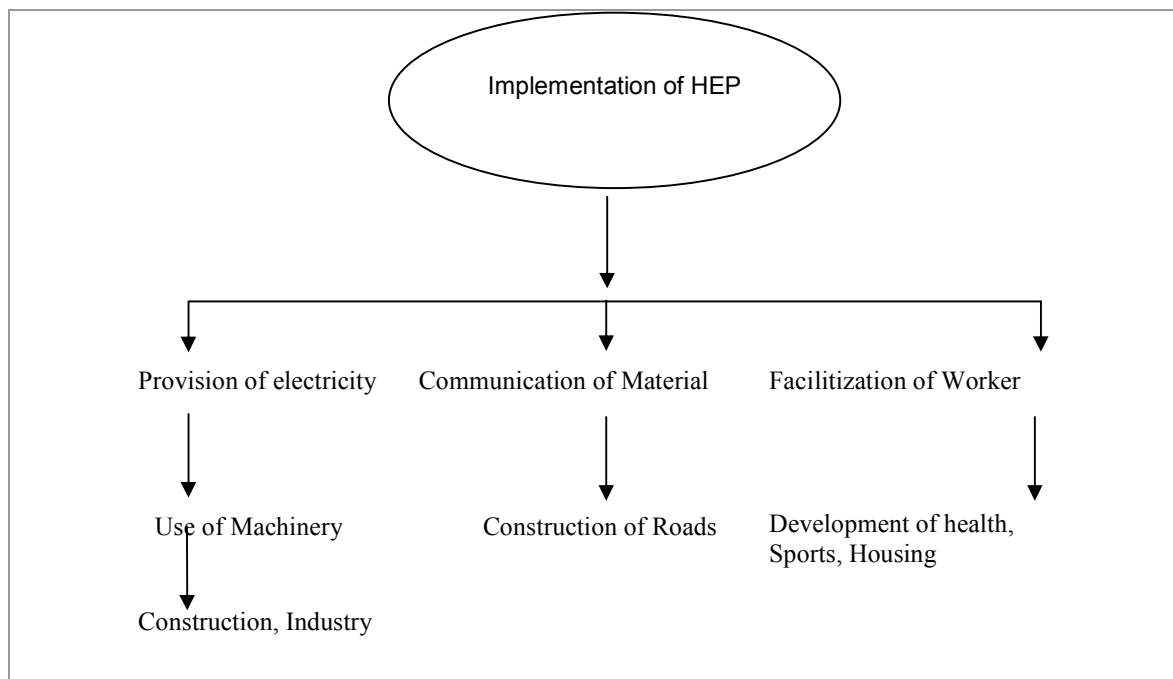 Implementation of HEP
Provision of electricity
Communication of Material
Facilitization of Worker
Use of Machinery
Construction of Roads
Development of health,
Sports, Housing
Construction, Industry